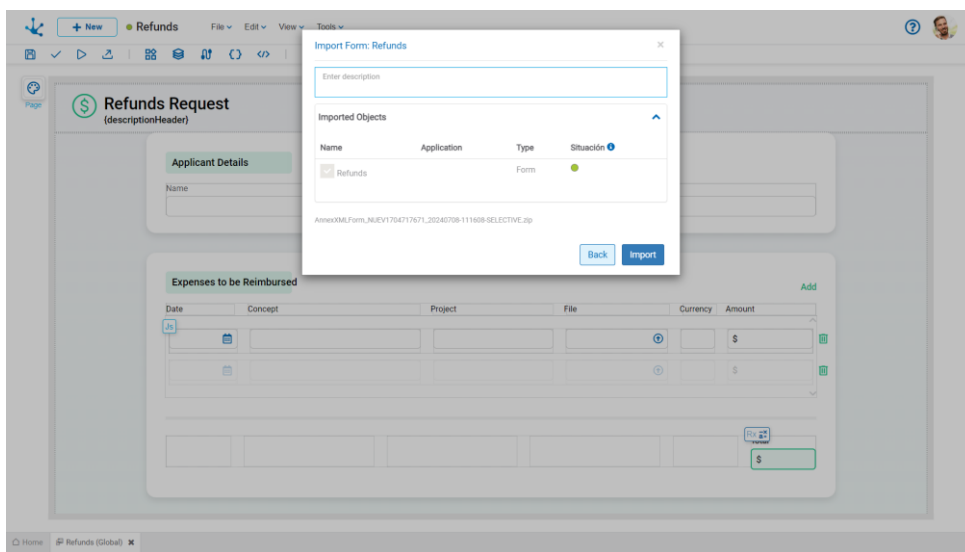 + New
Refunds
File
Edit
View
Tools
Page
Import Form: Refunds
Enter description
Imported Objects
Name Application Type Situación
Refunds Form
AnnexXMLForm_NUEV1704717671_20240708-111608-SELECTIVE.zip
Back Import
Refunds Request
{descriptionHeader}
Applicant Details
Name
Expenses to be Reimbursed
Add
Date Concept Project File Currency Amount
Js
$
$
Rx
$
Home
Refunds (Global)